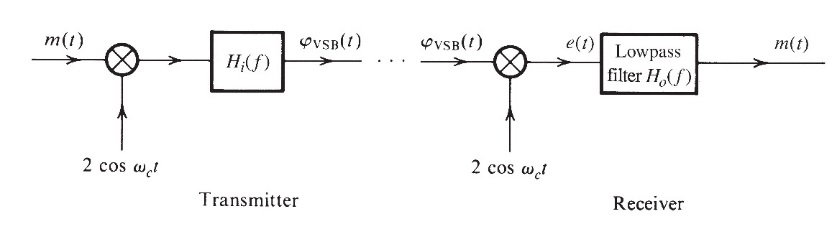 m(t)
H_i(f)
φ_VSB(t)
. . .
φ_VSB(t)
e(t)
Lowpass
filter H_o(f)
m(t)
2 cos ω_c t
2 cos ω_c t
Transmitter
Receiver